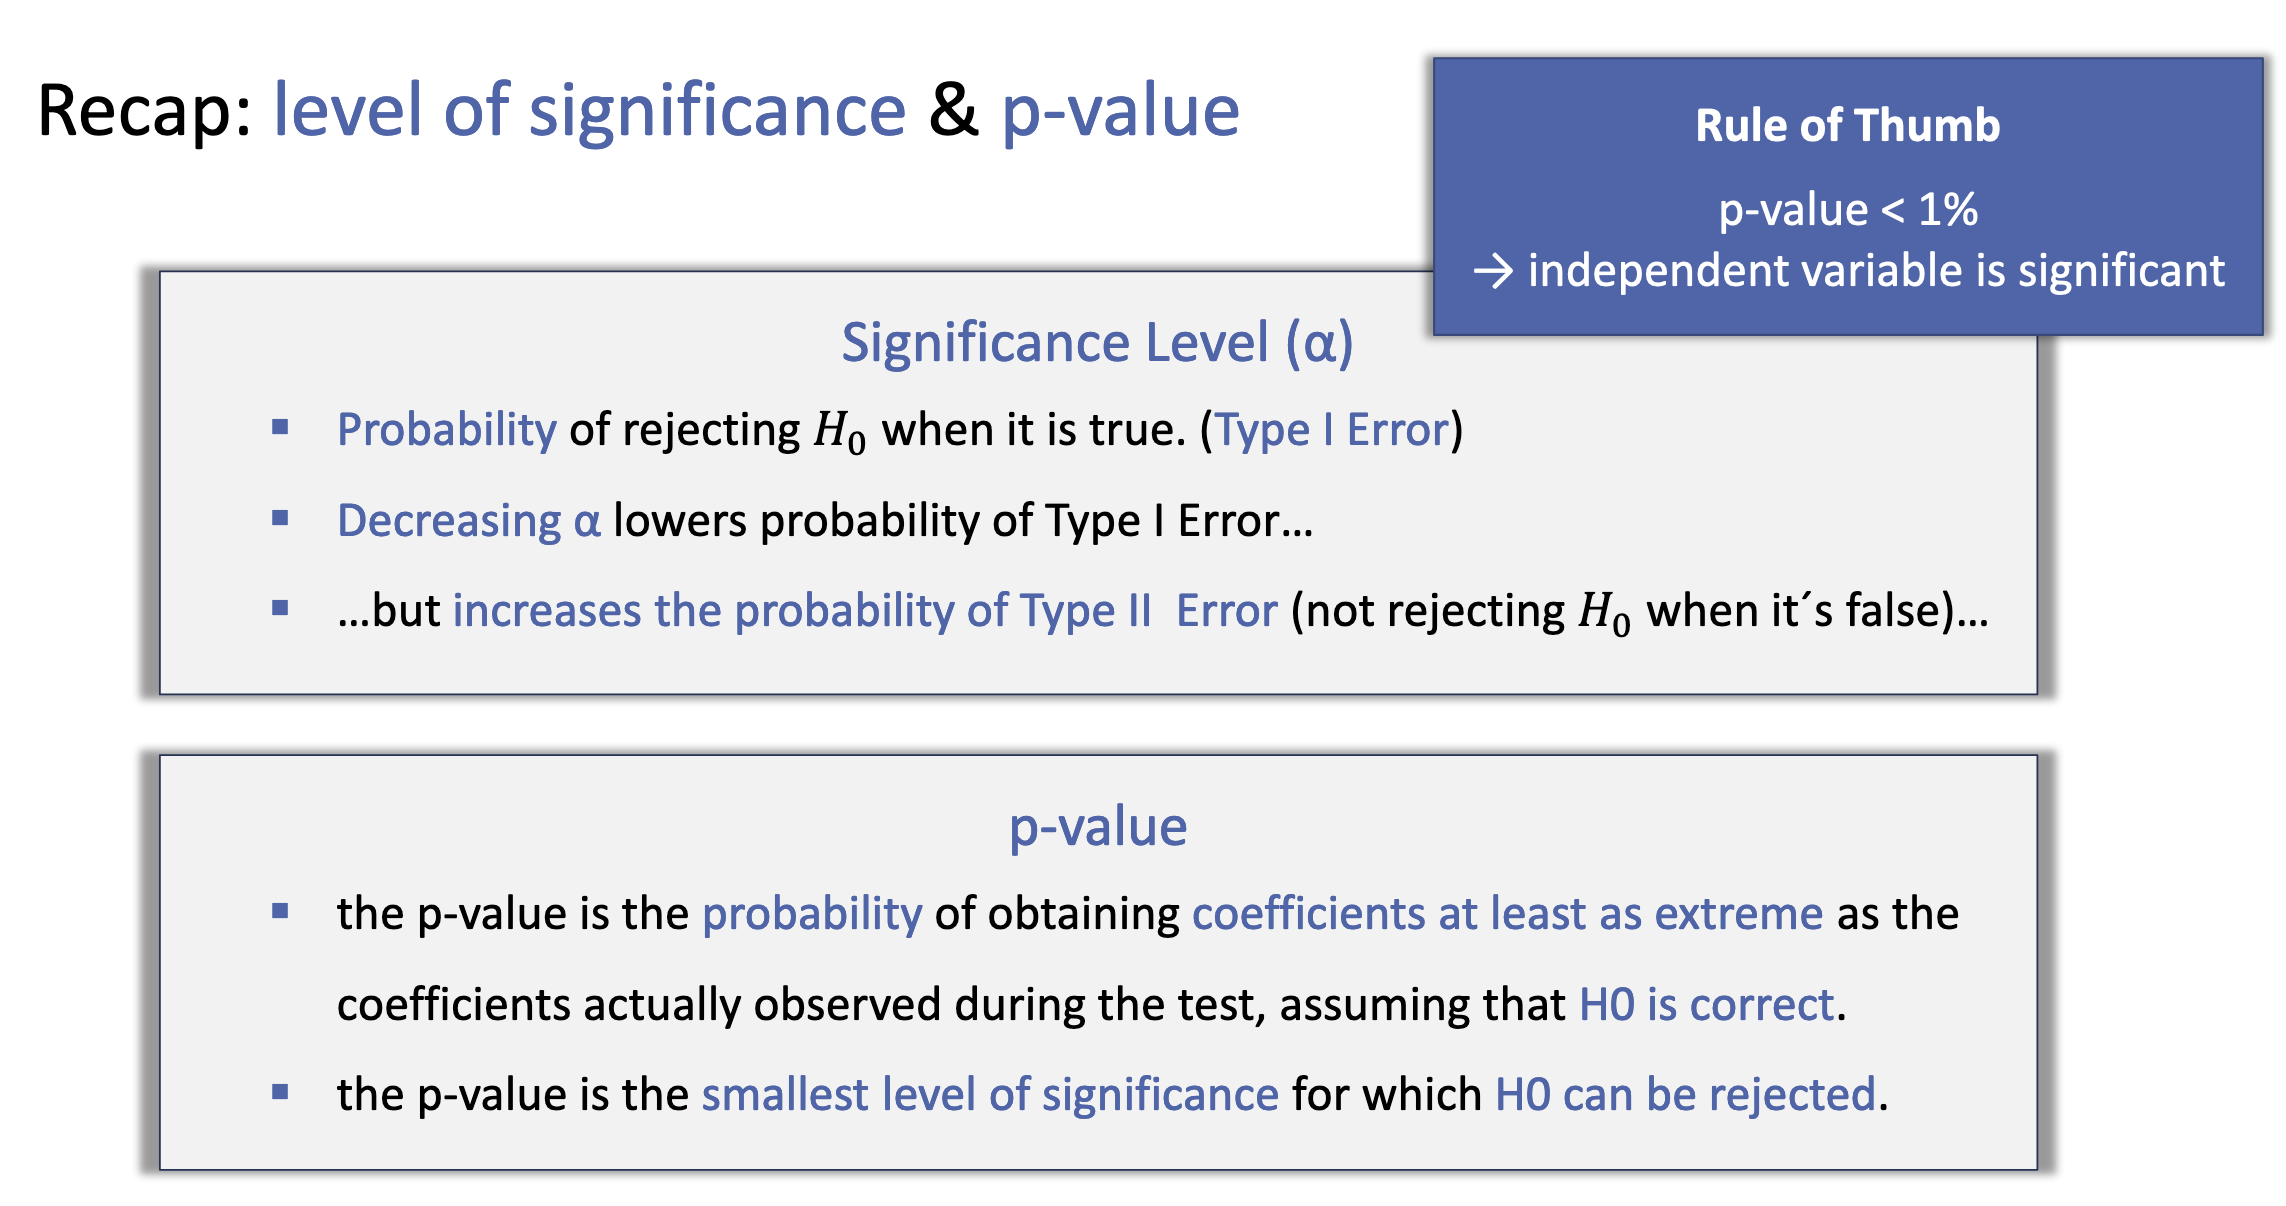 Recap: level of significance & p-value
Rule of Thumb
p-value < 1%
→ independent variable is significant
Significance Level (α)
▪ Probability of rejecting H₀ when it is true. (Type I Error)
▪ Decreasing α lowers probability of Type I Error...
▪ ...but increases the probability of Type II  Error (not rejecting H₀ when it´s false)...
p-value
▪ the p-value is the probability of obtaining coefficients at least as extreme as the
coefficients actually observed during the test, assuming that H0 is correct.
▪ the p-value is the smallest level of significance for which H0 can be rejected.